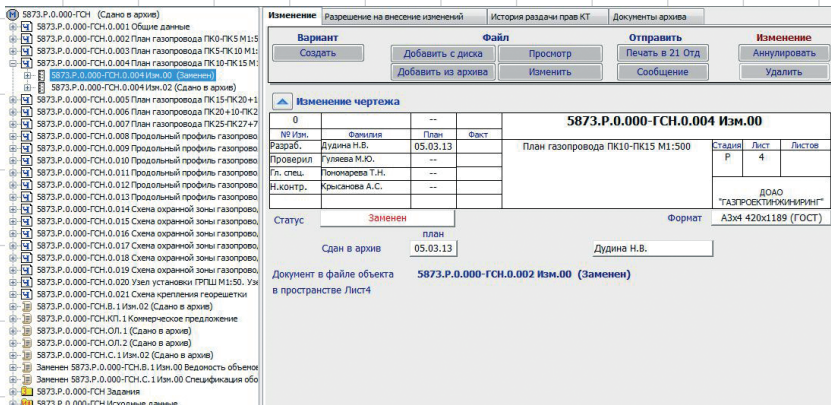 5873.Р.0.000-ГСН (Сдано в архив)
5873.Р.0.000-ГСН.0.001 Общие данные
5873.Р.0.000-ГСН.0.002 План газопровода ПК0-ПК5 М1:5
5873.Р.0.000-ГСН.0.003 План газопровода ПК5-ПК10 М1:
5873.Р.0.000-ГСН.0.004 План газопровода ПК10-ПК15 М1
5873.Р.0.000-ГСН.0.004 Изм.00 (Заменен)
5873.Р.0.000-ГСН.0.004 Изм.02 (Сдано в архив)
5873.Р.0.000-ГСН.0.005 План газопровода ПК15-ПК20+1
5873.Р.0.000-ГСН.0.006 План газопровода ПК20+10-ПК2
5873.Р.0.000-ГСН.0.007 План газопровода ПК25-ПК27+7
5873.Р.0.000-ГСН.0.008 Продольный профиль газопрово
5873.Р.0.000-ГСН.0.009 Продольный профиль газопрово,
5873.Р.0.000-ГСН.0.010 Продольный профиль газопрово,
5873.Р.0.000-ГСН.0.011 Продольный профиль газопрово,
5873.Р.0.000-ГСН.0.012 Продольный профиль газопрово,
5873.Р.0.000-ГСН.0.013 Продольный профиль газопрово,
5873.Р.0.000-ГСН.0.014 Схема охранной зоны газопрово,
5873.Р.0.000-ГСН.0.015 Схема охранной зоны газопрово,
5873.Р.0.000-ГСН.0.016 Схема охранной зоны газопрово,
5873.Р.0.000-ГСН.0.017 Схема охранной зоны газопрово,
5873.Р.0.000-ГСН.0.018 Схема охранной зоны газопрово,
5873.Р.0.000-ГСН.0.019 Схема охранной зоны газопрово,
5873.Р.0.000-ГСН.0.020 Узел установки ГРПШ М1:50. Узе
5873.Р.0.000-ГСН.0.021 Схема крепления георешетки
5873.Р.0.000-ГСН.В.1 Изм.02 (Сдано в архив)
5873.Р.0.000-ГСН.КП.1 Коммерческое предложение
5873.Р.0.000-ГСН.ОЛ.1 (Сдано в архив)
5873.Р.0.000-ГСН.ОЛ.2 (Сдано в архив)
5873.Р.0.000-ГСН.С.1 Изм.02 (Сдано в архив)
Заменен 5873.Р.0.000-ГСН.В.1 Изм.00 Ведомость объемов
Заменен 5873.Р.0.000-ГСН.С.1 Изм.00 Спецификация обо
5873.Р.0.000-ГСН Задания
5873.Р.0.000-ГСН Исходные данные
Изменение Разрешение на внесение изменений История раздачи прав КТ Документы архива
Вариант Файл Отправить Изменение
Создать Добавить с диска Просмотр Печать в 21 Отд Аннулировать
Добавить из архива Изменить Сообщение Удалить
Изменение чертежа
0 -- 5873.Р.0.000-ГСН.0.004 Изм.00
№ Изм. Фамилия План Факт
Разраб. Дудина Н.В. 05.03.13 План газопровода ПК10-ПК15 М1:500 Стадия Лист Листов
Проверил Гуляева М.Ю. -- Р 4
Гл. спец. Пономарева Т.Н. --
Н.контр. Крысанова А.С. -- ДОАО
"ГАЗПРОЕКТИНЖИНИРИНГ"
Статус Заменен Формат А3х4 420x1189 (ГОСТ)
план
Сдан в архив 05.03.13 Дудина Н.В.
Документ в файле объекта 5873.Р.0.000-ГСН.0.002 Изм.00 (Заменен)
в пространстве Лист4